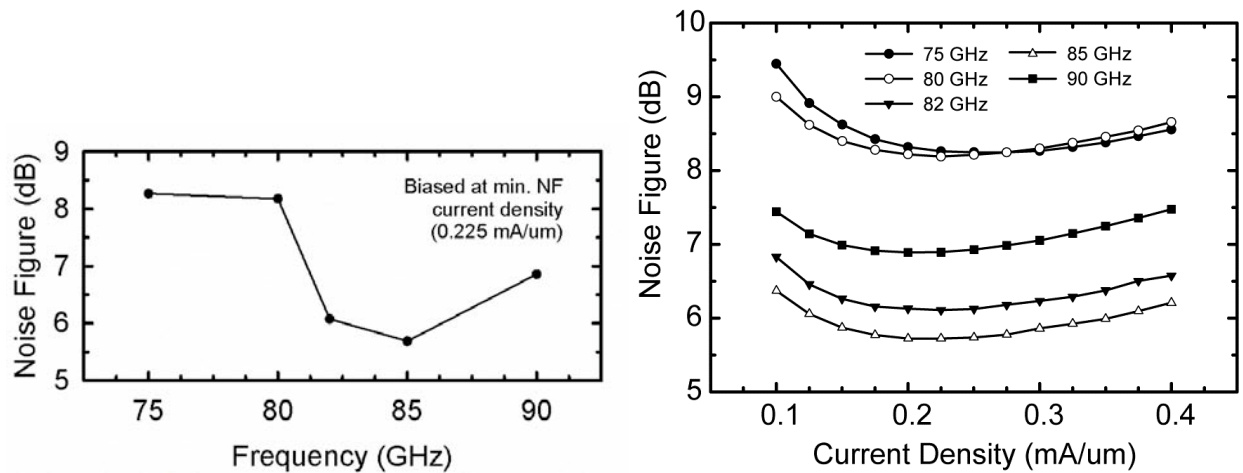 9
8
7
6
5
Noise Figure (dB)
Biased at min. NF
current density
(0.225 mA/um)
75
80
85
90
Frequency (GHz)
10
9
8
7
6
5
Noise Figure (dB)
75 GHz
85 GHz
80 GHz
90 GHz
82 GHz
0.1
0.2
0.3
0.4
Current Density (mA/um)